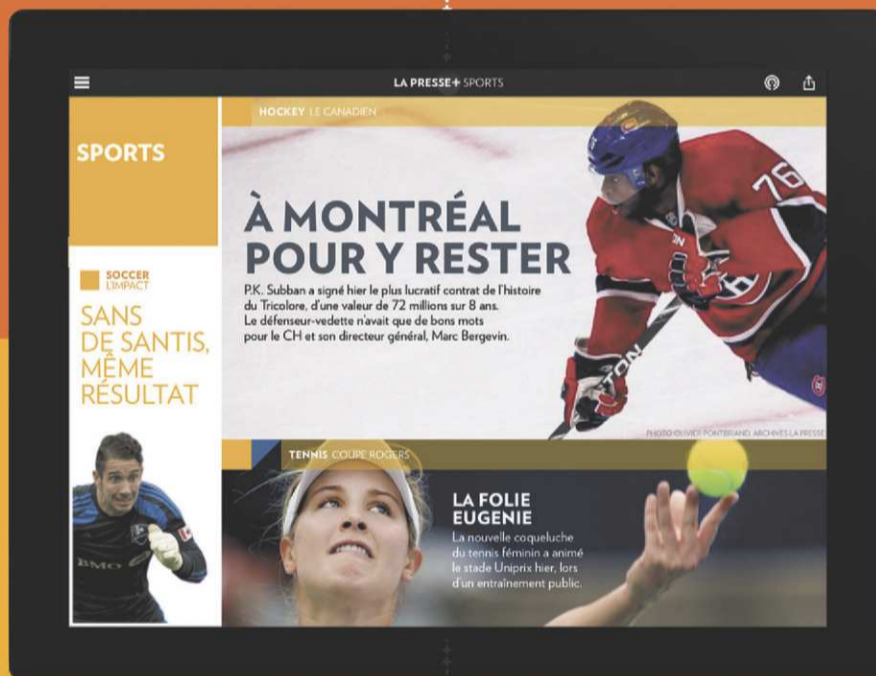 LA PRESSE+ SPORTS
SPORTS
SOCCER
L'IMPACT
SANS
DE SANTIS,
MÊME
RÉSULTAT
BMO
HOCKEY LE CANADIEN
À MONTRÉAL
POUR Y RESTER
P.K. Subban a signé hier le plus lucratif contrat de l'histoire
du Tricolore, d'une valeur de 72 millions sur 8 ans.
Le défenseur-vedette n'avait que de bons mots
pour le CH et son directeur général, Marc Bergevin.
76
TON
PHOTO OLIVIER PONTBRIAND, ARCHIVES LA PRESSE
TENNIS COUPE ROGERS
LA FOLIE
EUGENIE
La nouvelle coqueluche
du tennis féminin a animé
le stade Uniprix hier, lors
d'un entraînement public.